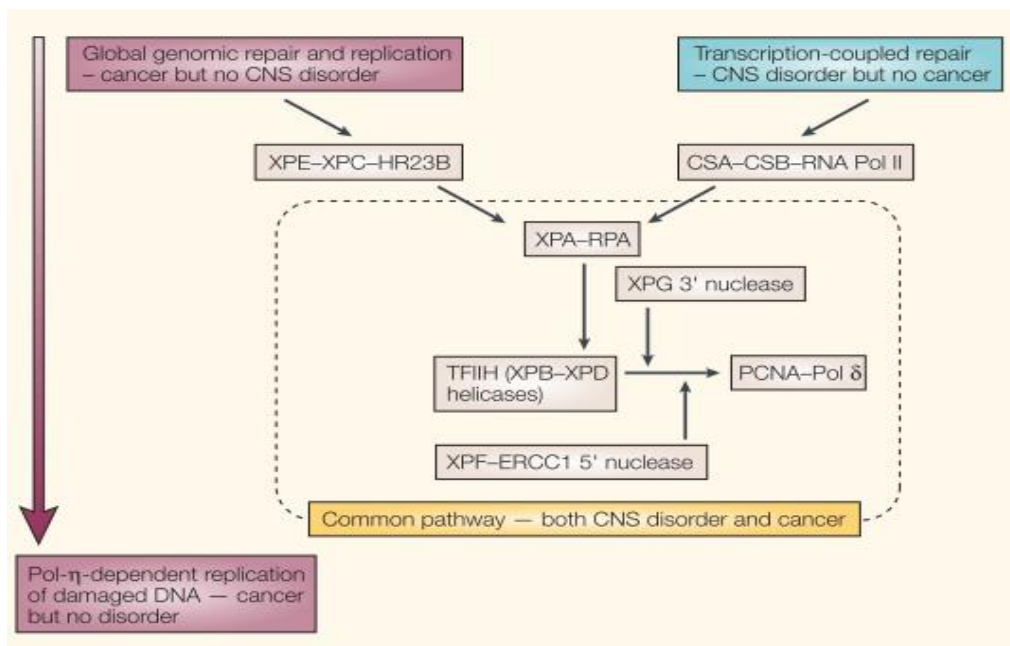 Global genomic repair and replication
– cancer but no CNS disorder
Transcription-coupled repair
– CNS disorder but no cancer
XPE–XPC–HR23B
CSA–CSB–RNA Pol II
XPA–RPA
XPG 3' nuclease
TFIIH (XPB–XPD
helicases)
PCNA–Pol δ
XPF–ERCC1 5' nuclease
Common pathway — both CNS disorder and cancer
Pol-η-dependent replication
of damaged DNA — cancer
but no disorder